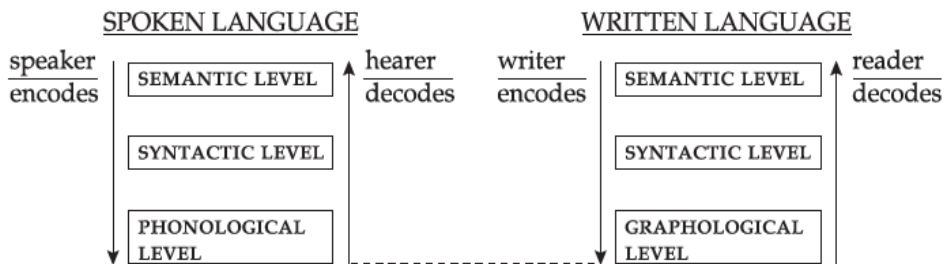 SPOKEN LANGUAGE
speaker
encodes
SEMANTIC LEVEL
SYNTACTIC LEVEL
PHONOLOGICAL
LEVEL
hearer
decodes
WRITTEN LANGUAGE
writer
encodes
SEMANTIC LEVEL
SYNTACTIC LEVEL
GRAPHOLOGICAL
LEVEL
reader
decodes